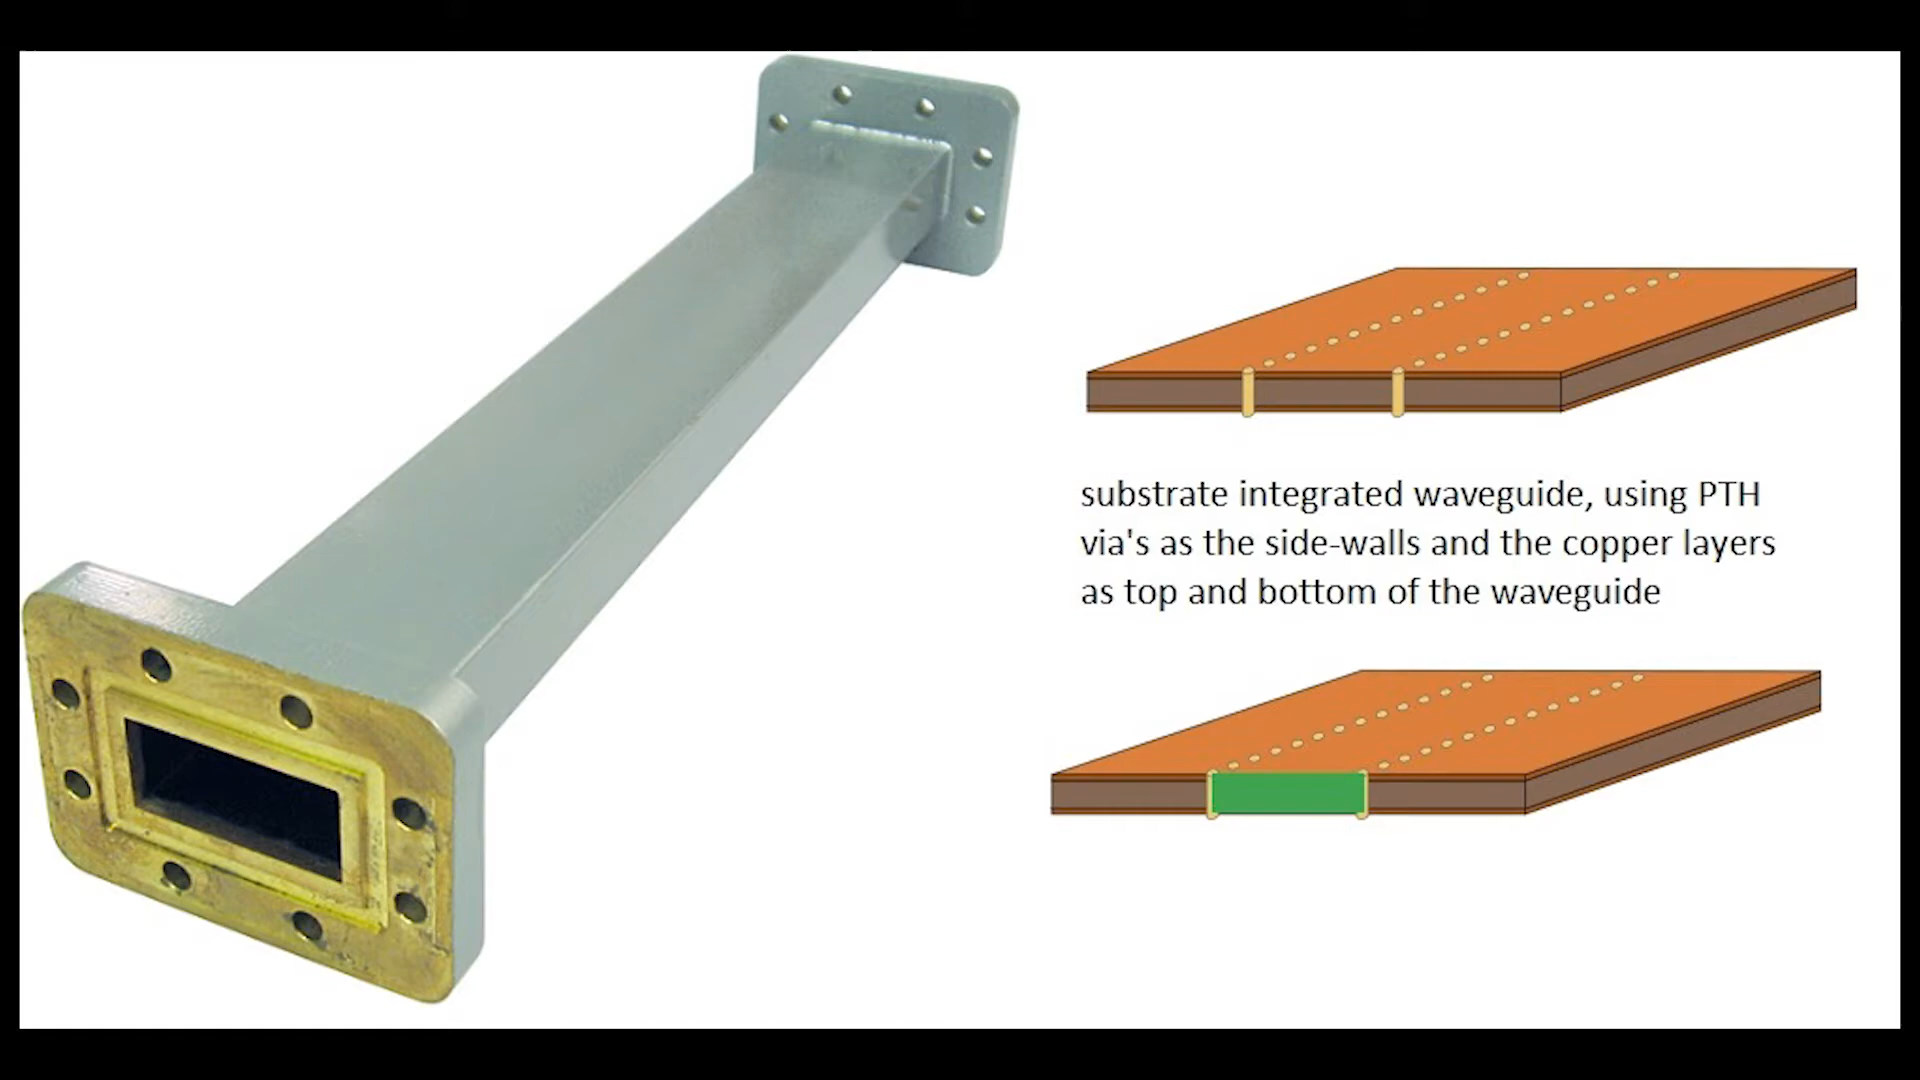 substrate integrated waveguide, using PTH
via's as the side-walls and the copper layers
as top and bottom of the waveguide